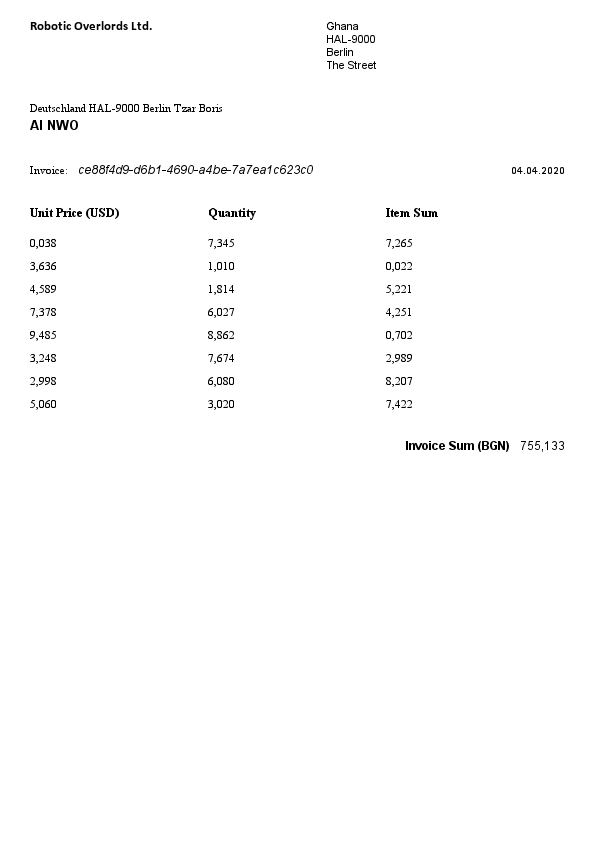 Robotic Overlords Ltd.
Ghana
HAL-9000
Berlin
The Street
Deutschland HAL-9000 Berlin Tzar Boris
AI NWO
Invoice: ce88f4d9-d6b1-4690-a4be-7a7ea1c623c0 04.04.2020
Unit Price (USD) Quantity Item Sum
0,038 7,345 7,265
3,636 1,010 0,022
4,589 1,814 5,221
7,378 6,027 4,251
9,485 8,862 0,702
3,248 7,674 2,989
2,998 6,080 8,207
5,060 3,020 7,422
Invoice Sum (BGN) 755,133